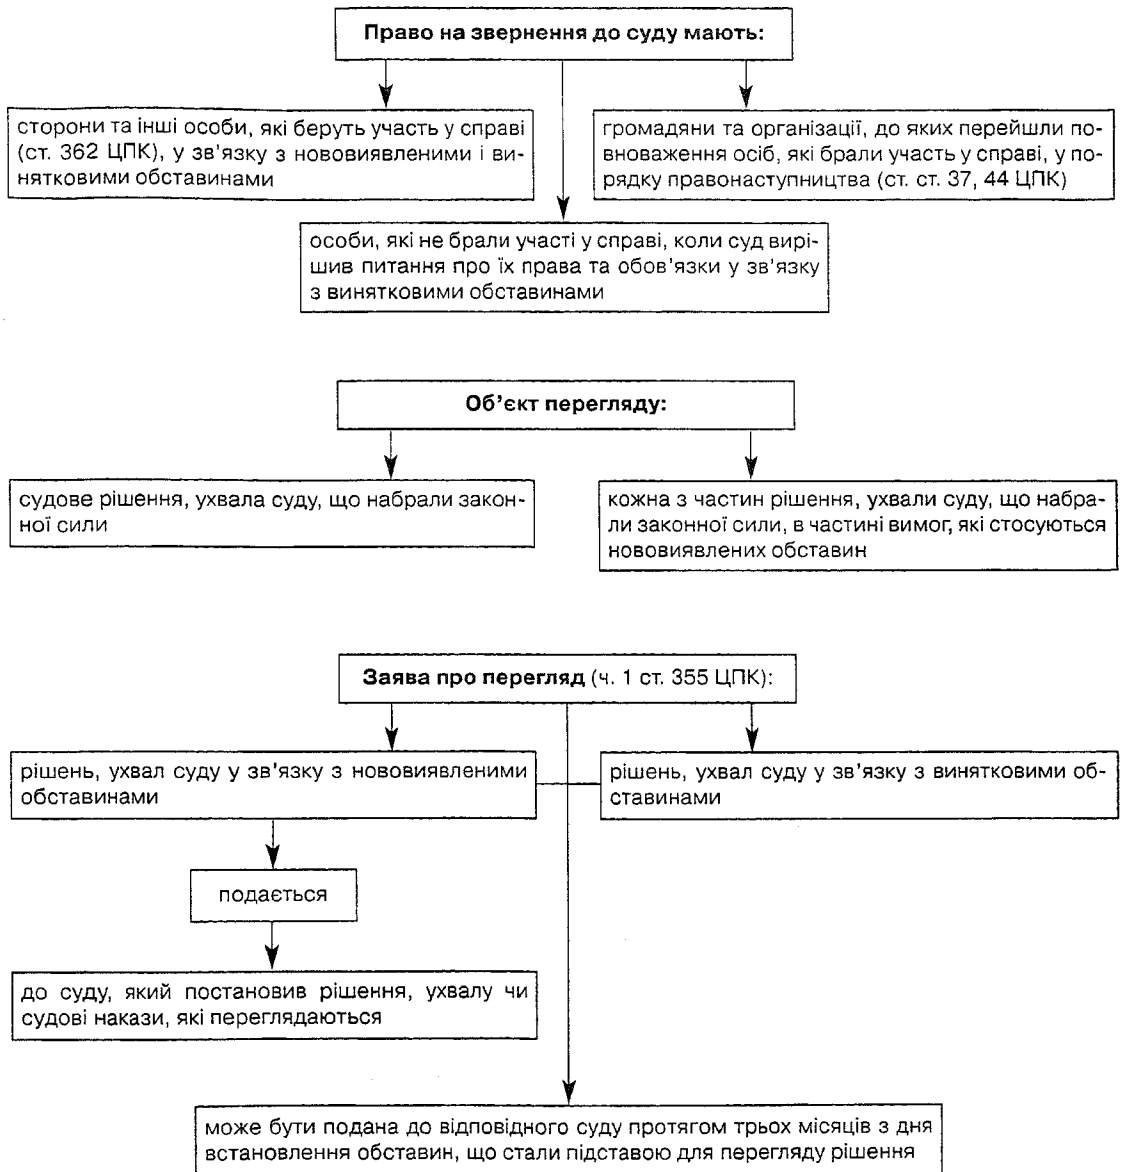 Право на звернення до суду мають:
сторони та інші особи, які беруть участь у справі
(ст. 362 ЦПК), у зв'язку з нововиявленими і ви-
нятковими обставинами
громадяни та організації, до яких перейшли по-
вноваження осіб, які брали участь у справі, у по-
рядку правонаступництва (ст. ст. 37, 44 ЦПК)
особи, які не брали участі у справі, коли суд вирі-
шив питання про їх права та обов'язки у зв'язку
з винятковими обставинами
Об'єкт перегляду:
судове рішення, ухвала суду, що набрали закон-
ної сили
кожна з частин рішення, ухвали суду, що набра-
ли законної сили, в частині вимог, які стосуються
нововиявлених обставин
Заява про перегляд (ч. 1 ст. 355 ЦПК):
рішень, ухвал суду у зв'язку з нововиявленими
обставинами
рішень, ухвал суду у зв'язку з винятковими об-
ставинами
подається
до суду, який постановив рішення, ухвалу чи
судові накази, які переглядаються
може бути подана до відповідного суду протягом трьох місяців з дня
встановлення обставин, що стали підставою для перегляду рішення